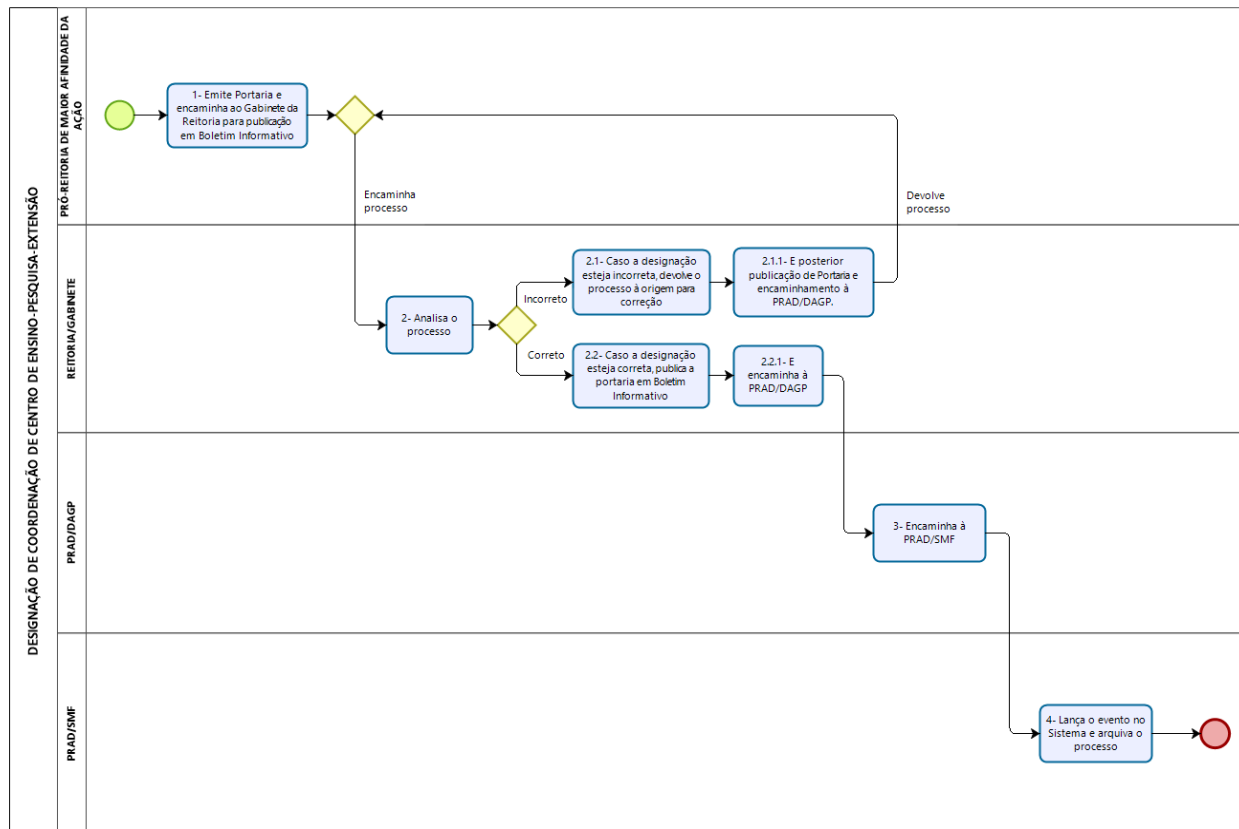 DESIGNAÇÃO DE COORDENAÇÃO DE CENTRO DE ENSINO-PESQUISA-EXTENSÃO
PRÓ-REITORIA DE MAIOR AFINIDADE DA
AÇÃO
1- Emite Portaria e
encaminha ao Gabinete da
Reitoria para publicação
em Boletim Informativo
Encaminha
processo
Devolve
processo
REITORIA/GABINETE
2- Analisa o
processo
Incorreto
2.1- Caso a designação
esteja incorreta, devolve o
processo à origem para
correção
2.1.1- E posterior
publicação de Portaria e
encaminhamento à
PRAD/DAGP.
Correto
2.2- Caso a designação
esteja correta, publica a
portaria em Boletim
Informativo
2.2.1- E
encaminha à
PRAD/DAGP
PRAD/DAGP
3- Encaminha à
PRAD/SMF
PRAD/SMF
4- Lança o evento no
Sistema e arquiva o
processo